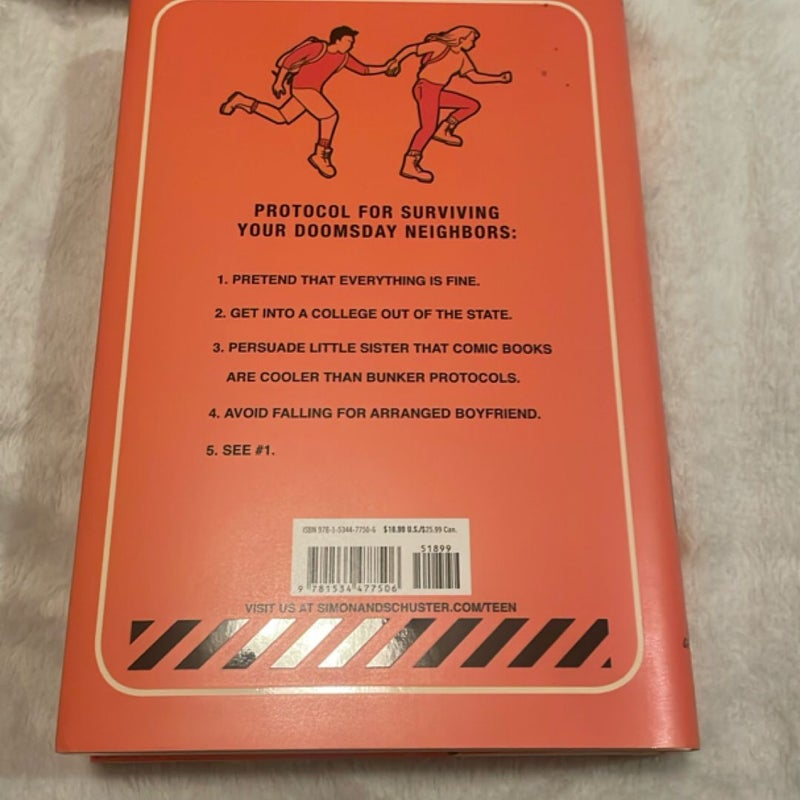 PROTOCOL FOR SURVIVING
YOUR DOOMSDAY NEIGHBORS:
1. PRETEND THAT EVERYTHING IS FINE.
2. GET INTO A COLLEGE OUT OF THE STATE.
3. PERSUADE LITTLE SISTER THAT COMIC BOOKS
ARE COOLER THAN BUNKER PROTOCOLS.
4. AVOID FALLING FOR ARRANGED BOYFRIEND.
5. SEE #1.
ISBN 978-1-5344-7750-6 $18.99 U.S./$25.99 Can.
51899
9 781534 477506
VISIT US AT SIMONANDSCHUSTER.COM/TEEN